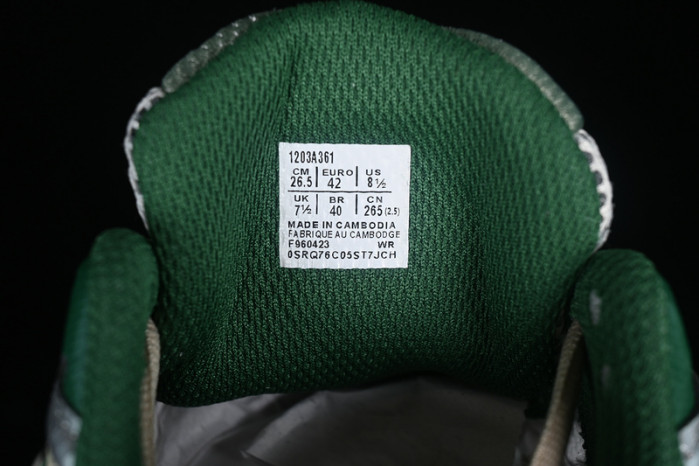 1203A361
CM EURO US
26.5 42 8½
UK BR CN
7½ 40 265 (2.5)
MADE IN CAMBODIA
FABRIQUE AU CAMBODGE
F960423 WR
0SRQ76C05ST7JCH